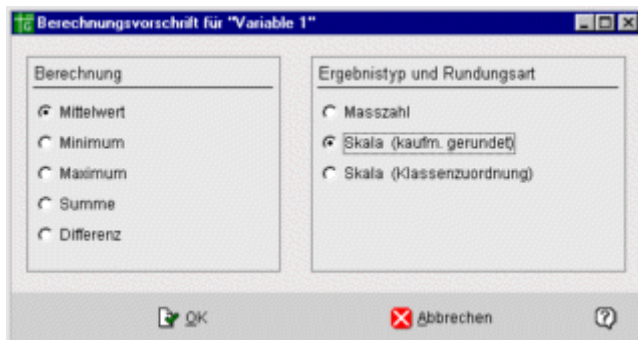 Berechnungsvorschrift für "Variable 1"
Berechnung
Mittelwert
Minimum
Maximum
Summe
Differenz
Ergebnistyp und Rundungsart
Masszahl
Skala (kaufm. gerundet)
Skala (Klassenzuordnung)
OK
Abbrechen